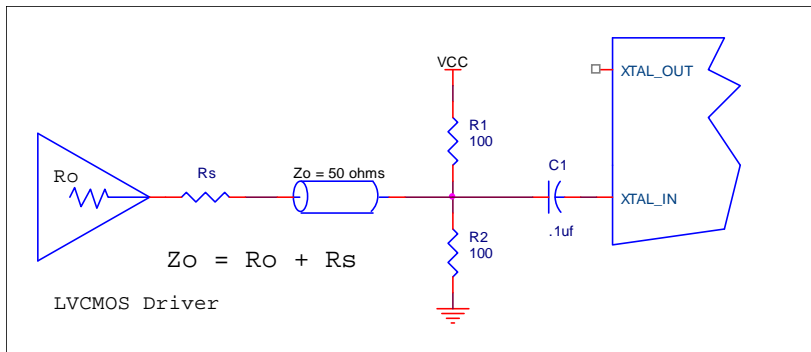 VCC
XTAL_OUT
R1
100
C1
Ro
Rs
Zo = 50 ohms
XTAL_IN
.1uf
R2
100
Zo = Ro + Rs
LVCMOS Driver